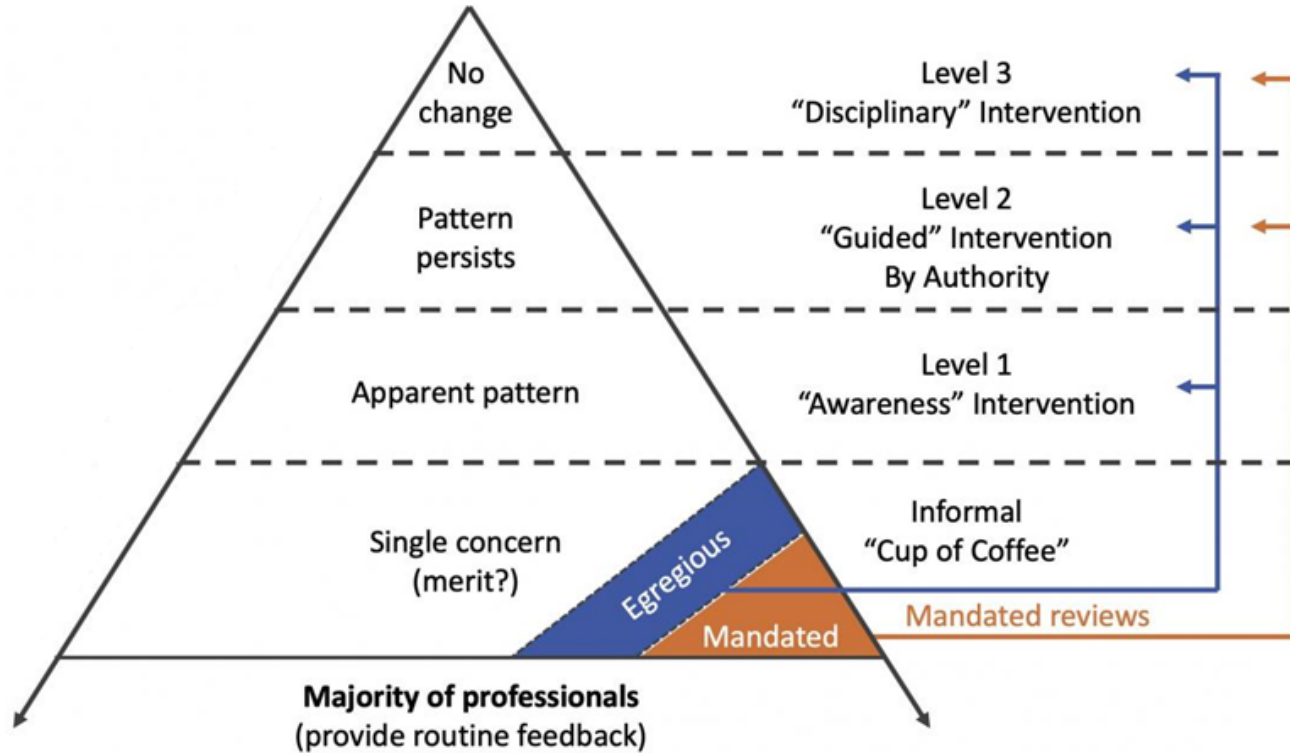 No
change
Level 3
“Disciplinary” Intervention
Pattern
persists
Level 2
“Guided” Intervention
By Authority
Apparent pattern
Level 1
“Awareness” Intervention
Single concern
(merit?)
Egregious
Mandated
Informal
“Cup of Coffee”
Mandated reviews
Majority of professionals
(provide routine feedback)